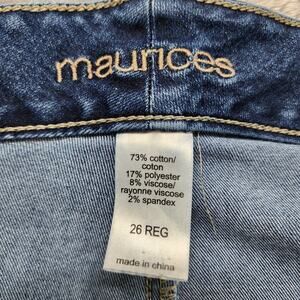 maurices
73% cotton/
coton
17% polyester
8% viscose/
rayonne viscose
2% spandex
26 REG
made in china